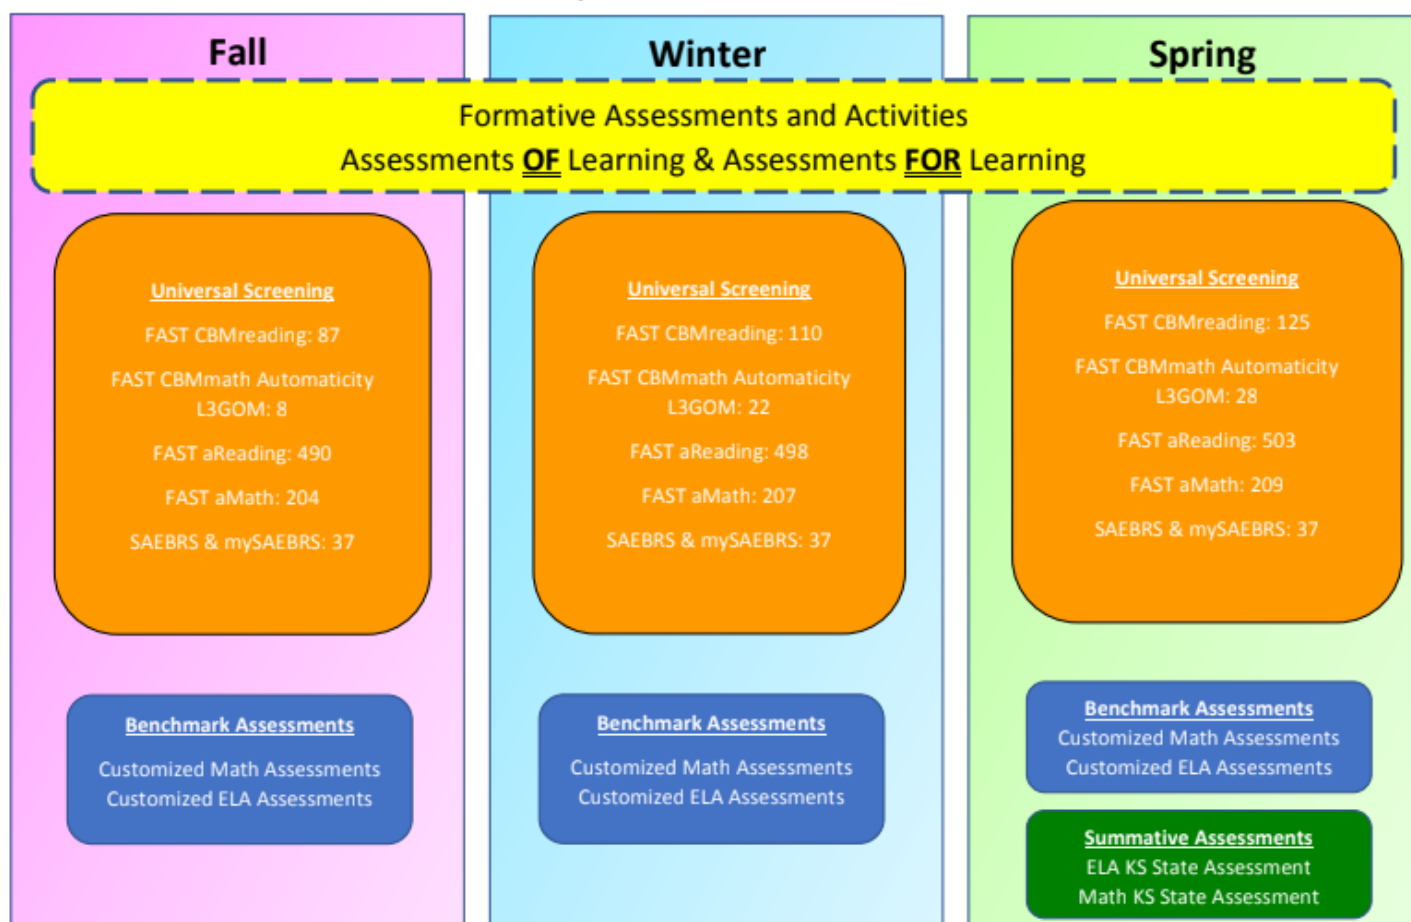 Fall
Winter
Spring
Formative Assessments and Activities
Assessments OF Learning & Assessments FOR Learning
Universal Screening
FAST CBMreading: 87
FAST CBMmath Automaticity
L3GOM: 8
FAST aReading: 490
FAST aMath: 204
SAEBRS & mySAEBRS: 37
Benchmark Assessments
Customized Math Assessments
Customized ELA Assessments
Universal Screening
FAST CBMreading: 110
FAST CBMmath Automaticity
L3GOM: 22
FAST aReading: 498
FAST aMath: 207
SAEBRS & mySAEBRS: 37
Benchmark Assessments
Customized Math Assessments
Customized ELA Assessments
Universal Screening
FAST CBMreading: 125
FAST CBMmath Automaticity
L3GOM: 28
FAST aReading: 503
FAST aMath: 209
SAEBRS & mySAEBRS: 37
Benchmark Assessments
Customized Math Assessments
Customized ELA Assessments
Summative Assessments
ELA KS State Assessment
Math KS State Assessment